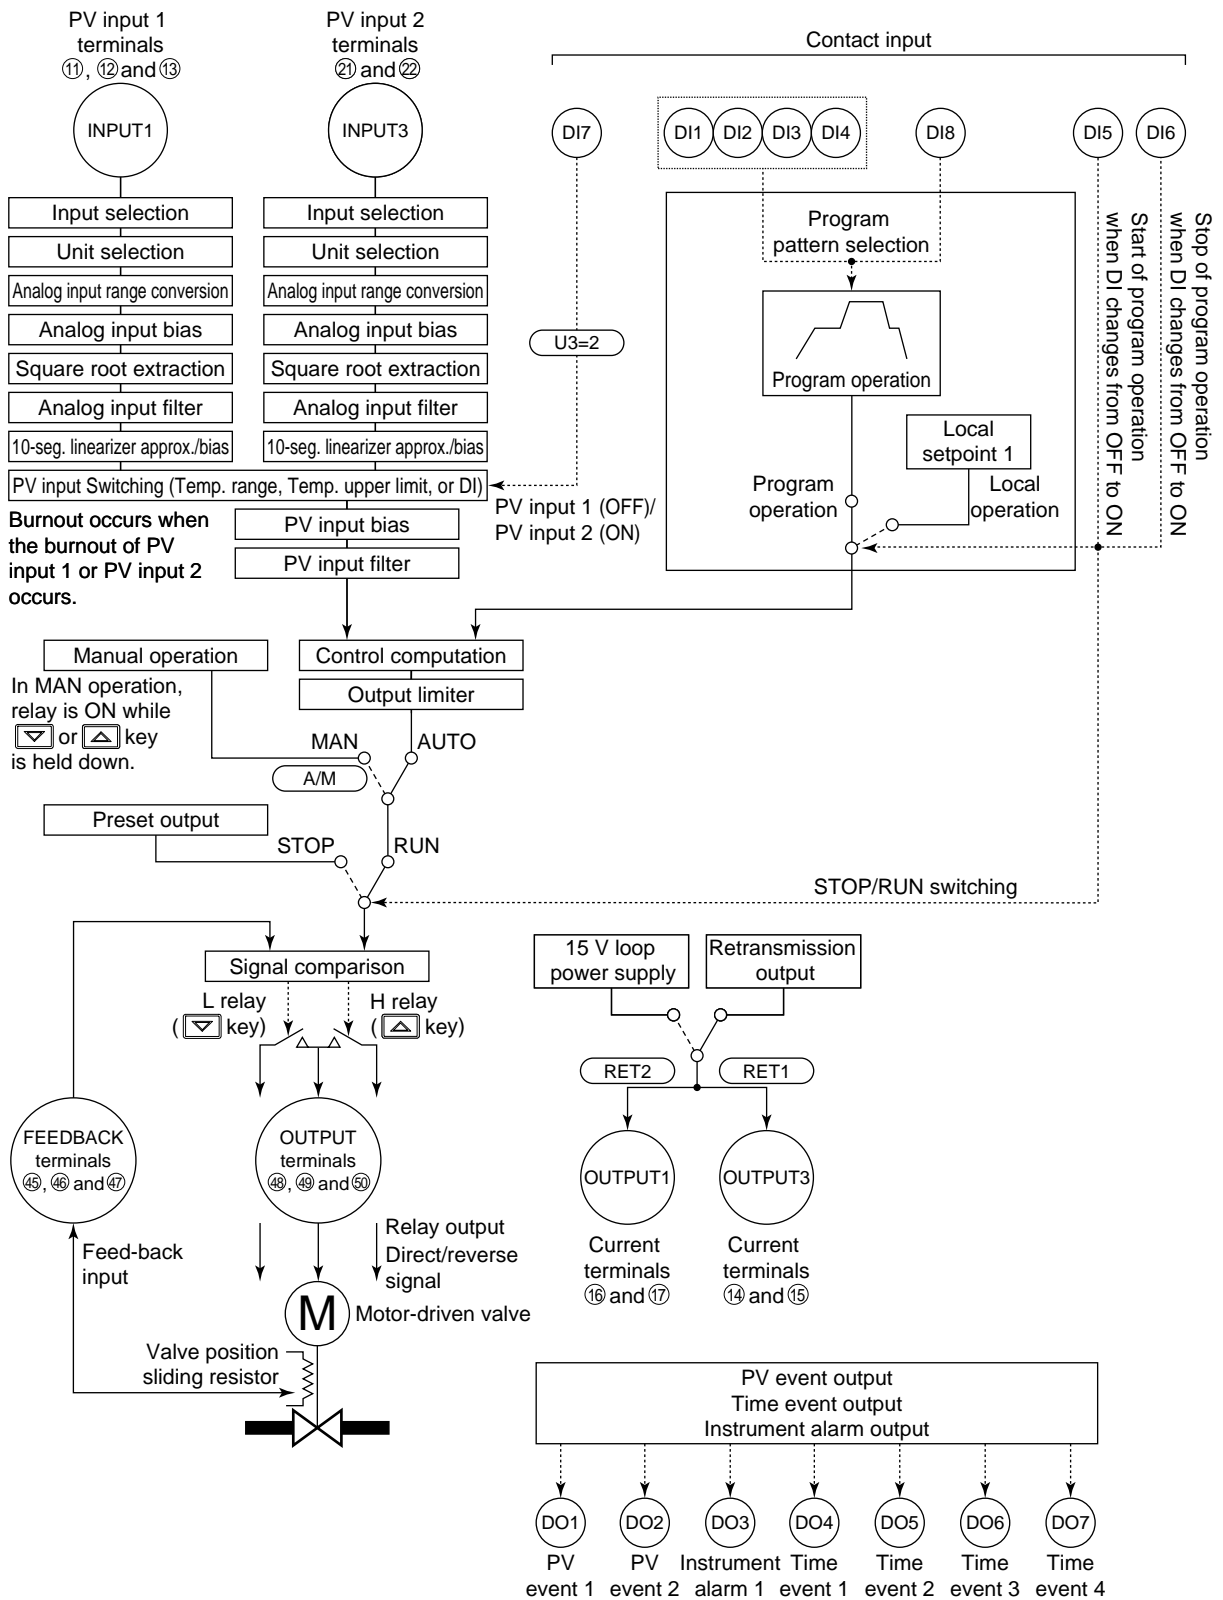 PV input 1
terminals
⑪, ⑫ and ⑬
INPUT1
PV input 2
terminals
㉑ and ㉒
INPUT3
Contact input
DI7
DI1
DI2
DI3
DI4
DI8
DI5
DI6
Input selection
Unit selection
Analog input range conversion
Analog input bias
Square root extraction
Analog input filter
10-seg. linearizer approx./bias
Input selection
Unit selection
Analog input range conversion
Analog input bias
Square root extraction
Analog input filter
10-seg. linearizer approx./bias
PV input Switching (Temp. range, Temp. upper limit, or DI)
U3=2
PV input 1 (OFF)/
PV input 2 (ON)
Program
pattern selection
Program operation
Local
setpoint 1
Program
operation
Local
operation
Start of program operation
when DI changes from OFF to ON
Stop of program operation
when DI changes from OFF to ON
Burnout occurs when
the burnout of PV
input 1 or PV input 2
occurs.
PV input bias
PV input filter
Manual operation
In MAN operation,
relay is ON while
▽ or △ key
is held down.
Control computation
Output limiter
MAN
AUTO
A/M
Preset output
STOP
RUN
STOP/RUN switching
Signal comparison
L relay
( ▽ key)
H relay
( △ key)
15 V loop
power supply
Retransmission
output
RET2
RET1
FEEDBACK
terminals
㊺, ㊻ and ㊼
OUTPUT
terminals
㊽, ㊾ and ㊿
OUTPUT1
OUTPUT3
Current
terminals
⑯ and ⑰
Current
terminals
⑭ and ⑮
Feed-back
input
Relay output
Direct/reverse
signal
M
Motor-driven valve
Valve position
sliding resistor
PV event output
Time event output
Instrument alarm output
DO1
DO2
DO3
DO4
DO5
DO6
DO7
PV
event 1
PV
event 2
Instrument
alarm 1
Time
event 1
Time
event 2
Time
event 3
Time
event 4